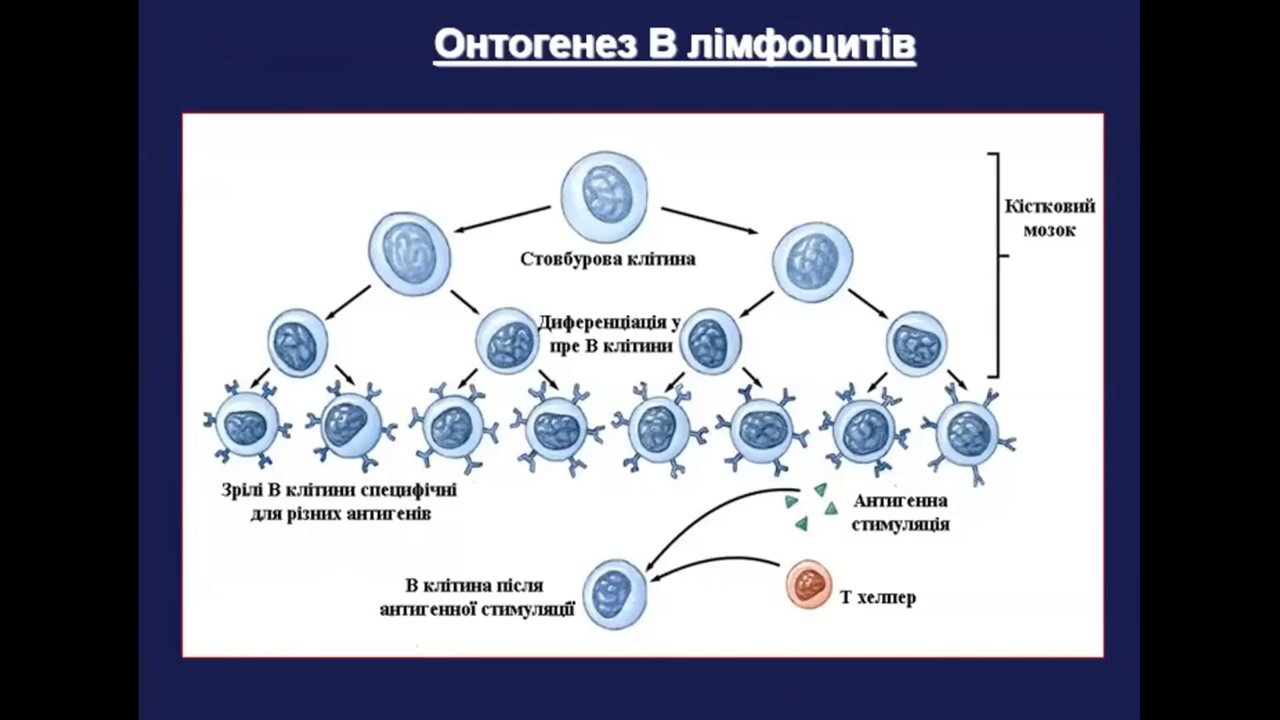 Онтогенез В лімфоцитів
Кістковий
мозок
Стовбурова клітина
Диференціація у
пре В клітини
Зрілі В клітини специфічні
для різних антигенів
Антигенна
стимуляція
В клітина після
антигенної стимуляції
Т хелпер